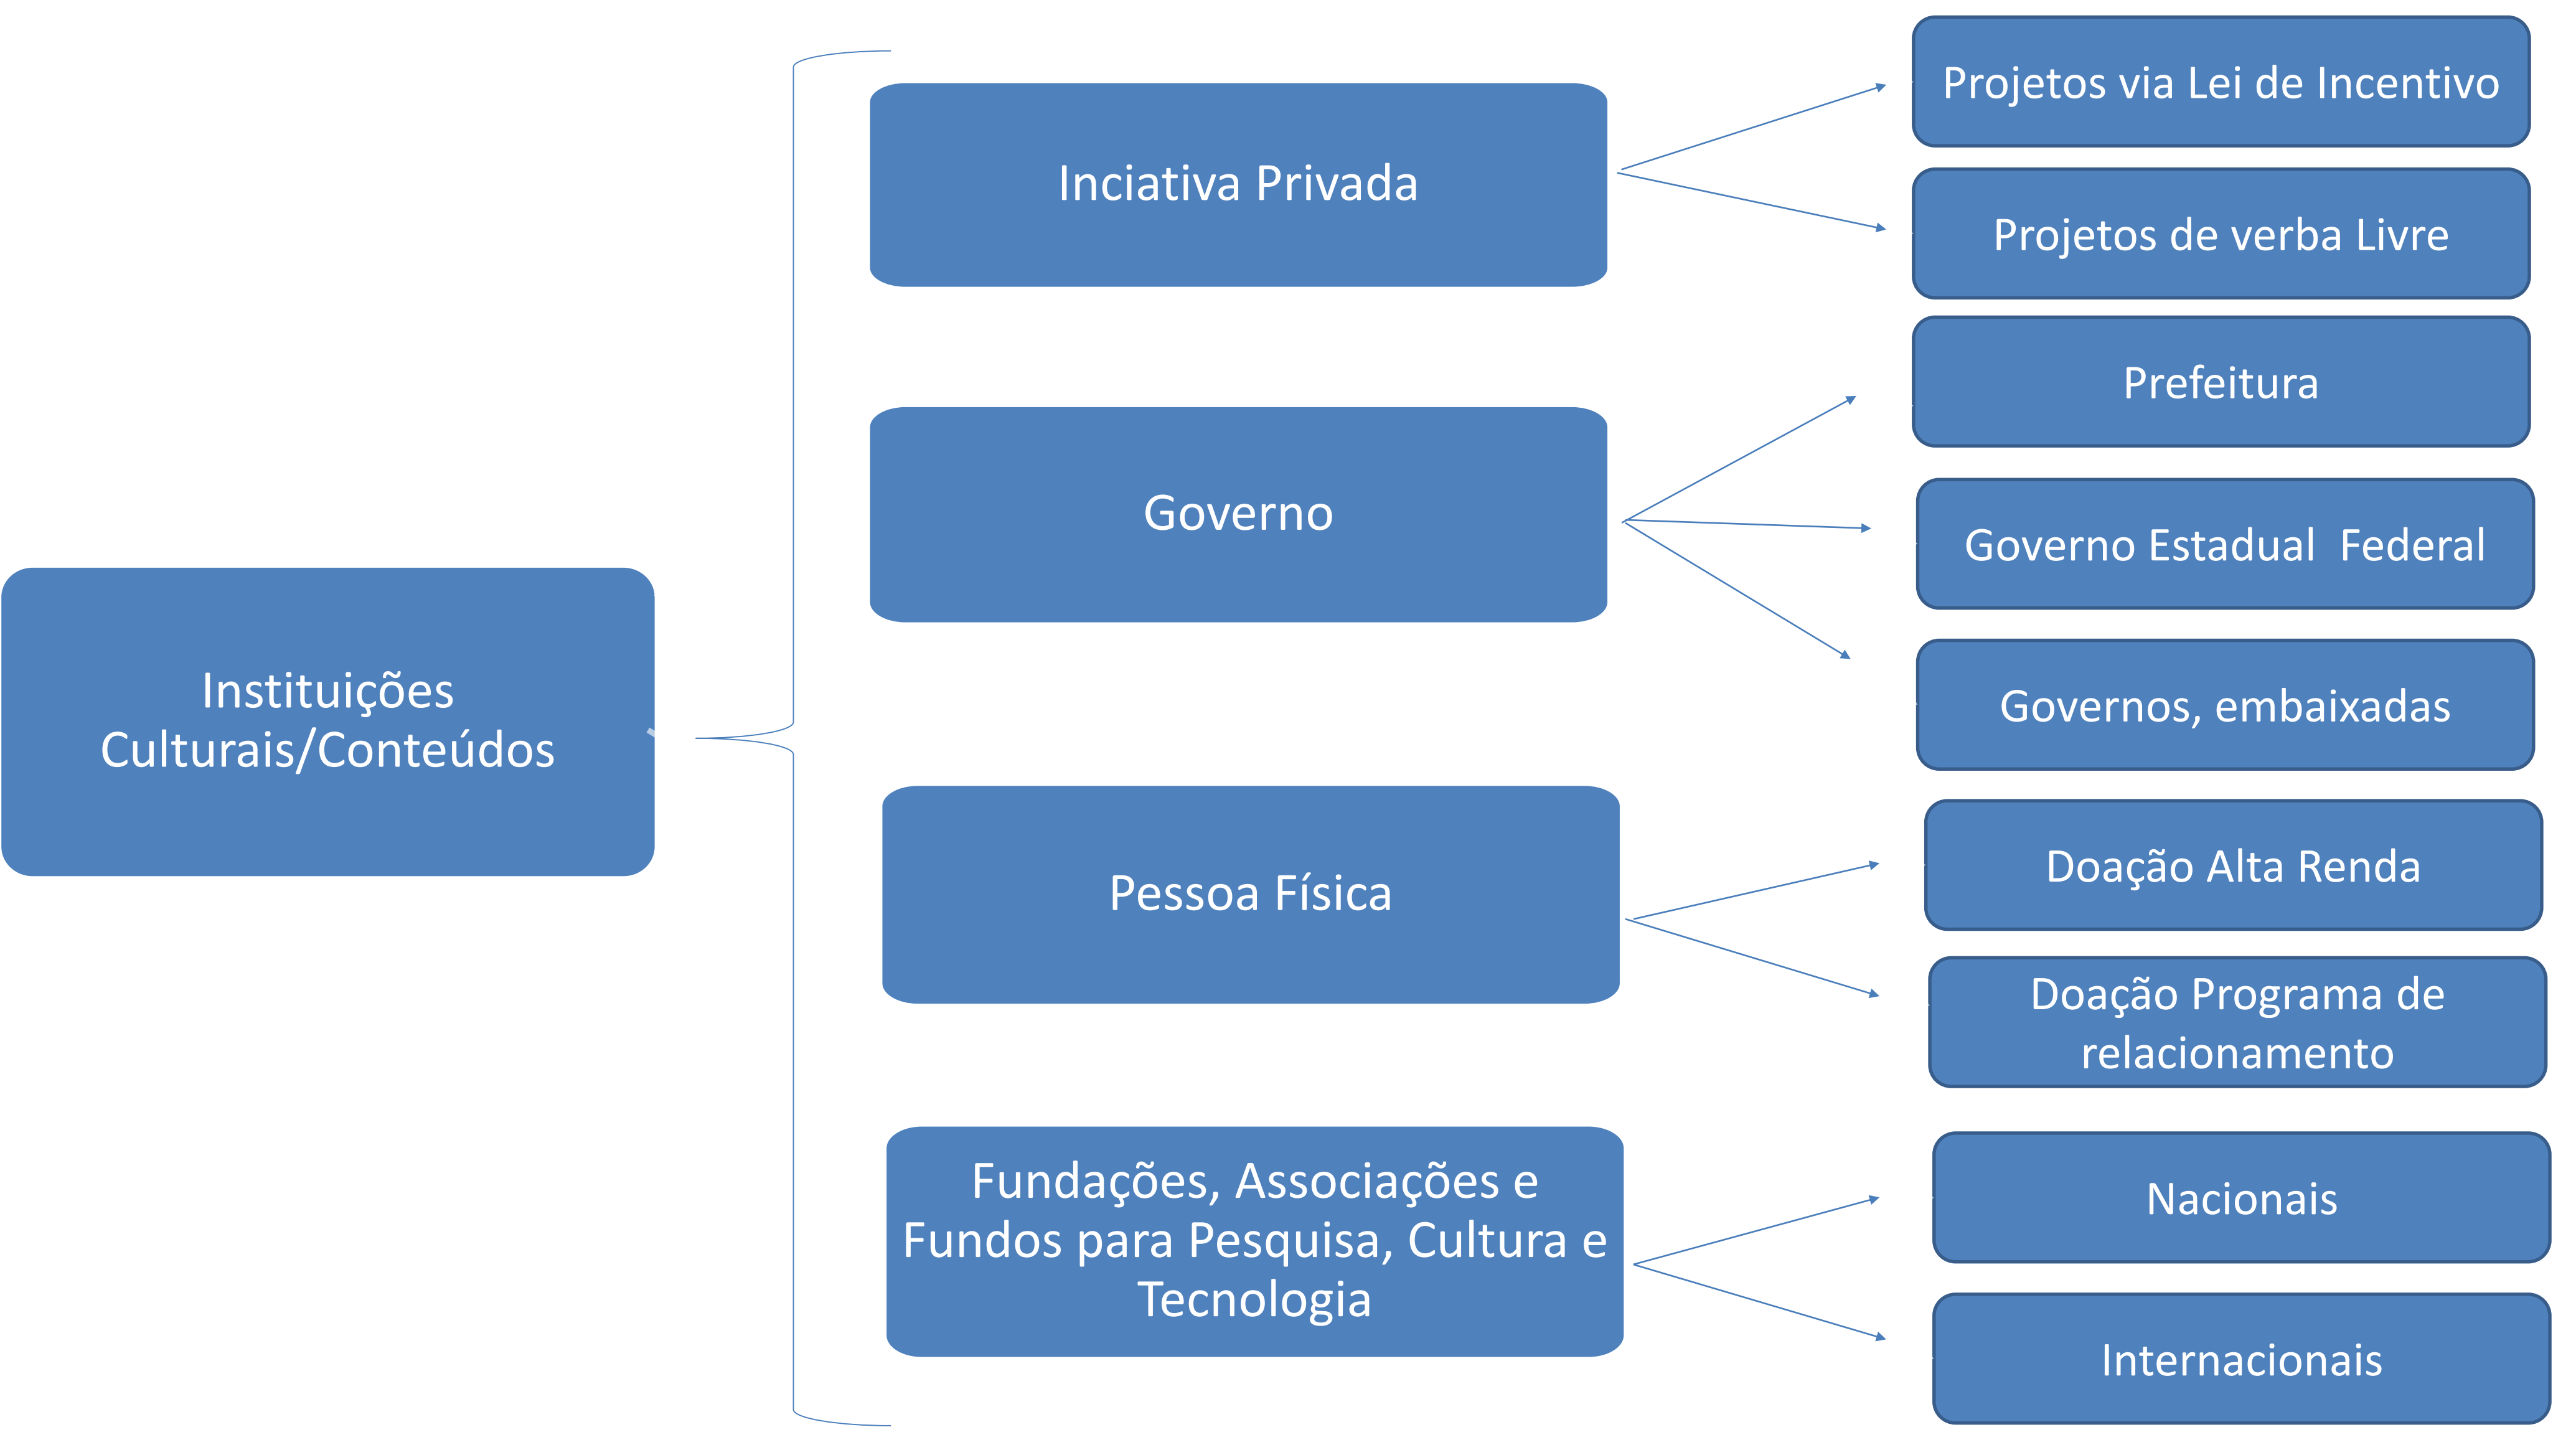 Instituições
Culturais/Conteúdos
Inciativa Privada
Projetos via Lei de Incentivo
Projetos de verba Livre
Governo
Prefeitura
Governo Estadual  Federal
Governos, embaixadas
Pessoa Física
Doação Alta Renda
Doação Programa de
relacionamento
Fundações, Associações e
Fundos para Pesquisa, Cultura e
Tecnologia
Nacionais
Internacionais